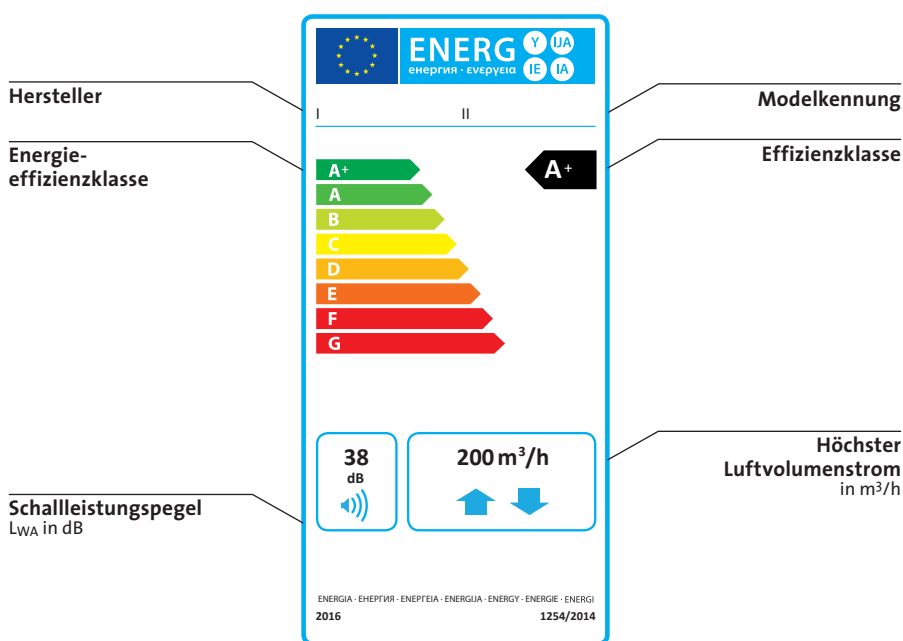 ENERG Y IJA
енергия · ενεργεια IE IA
Hersteller
Modelkennung
I II
Energie-
effizienzklasse
Effizienzklasse
A+ A+
A
B
C
D
E
F
G
38
dB
200 m³/h
Höchster
Luftvolumenstrom
in m³/h
Schallleistungspegel
LWA in dB
ENERGIA · ЕНЕРГИЯ · ΕΝΕΡΓΕΙΑ · ENERGIJA · ENERGY · ENERGIE · ENERGI
2016 1254/2014